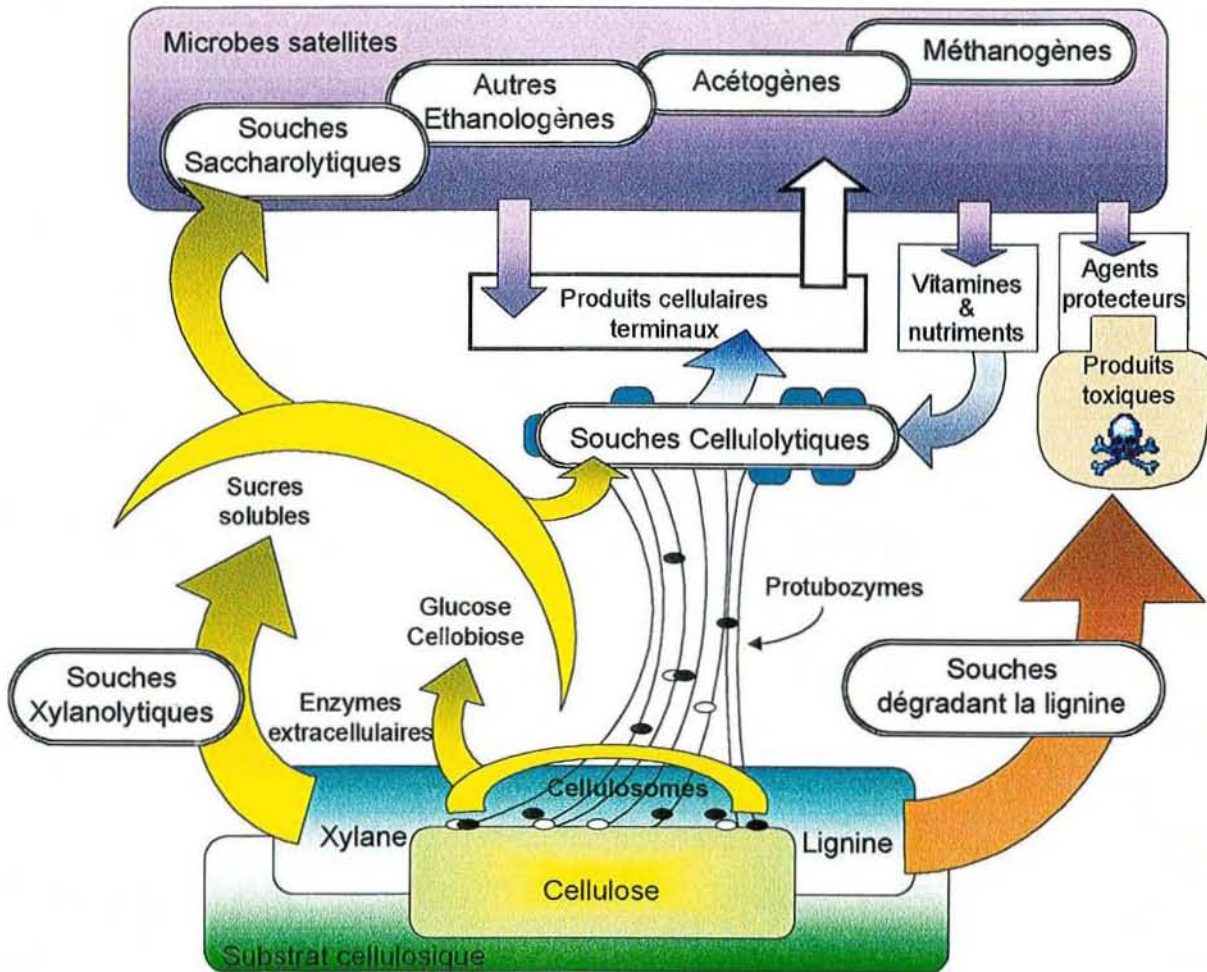 Microbes satellites
Méthanogènes
Acétogènes
Autres
Ethanologènes
Souches
Saccharolytiques
Produits cellulaires
terminaux
Vitamines
&
nutriments
Agents
protecteurs
Produits
toxiques
Souches Cellulolytiques
Sucres
solubles
Protubozymes
Glucose
Cellobiose
Souches
Xylanolytiques
Enzymes
extracellulaires
Souches
dégradant la lignine
Cellulosomes
Xylane
Lignine
Cellulose
Substrat cellulosique